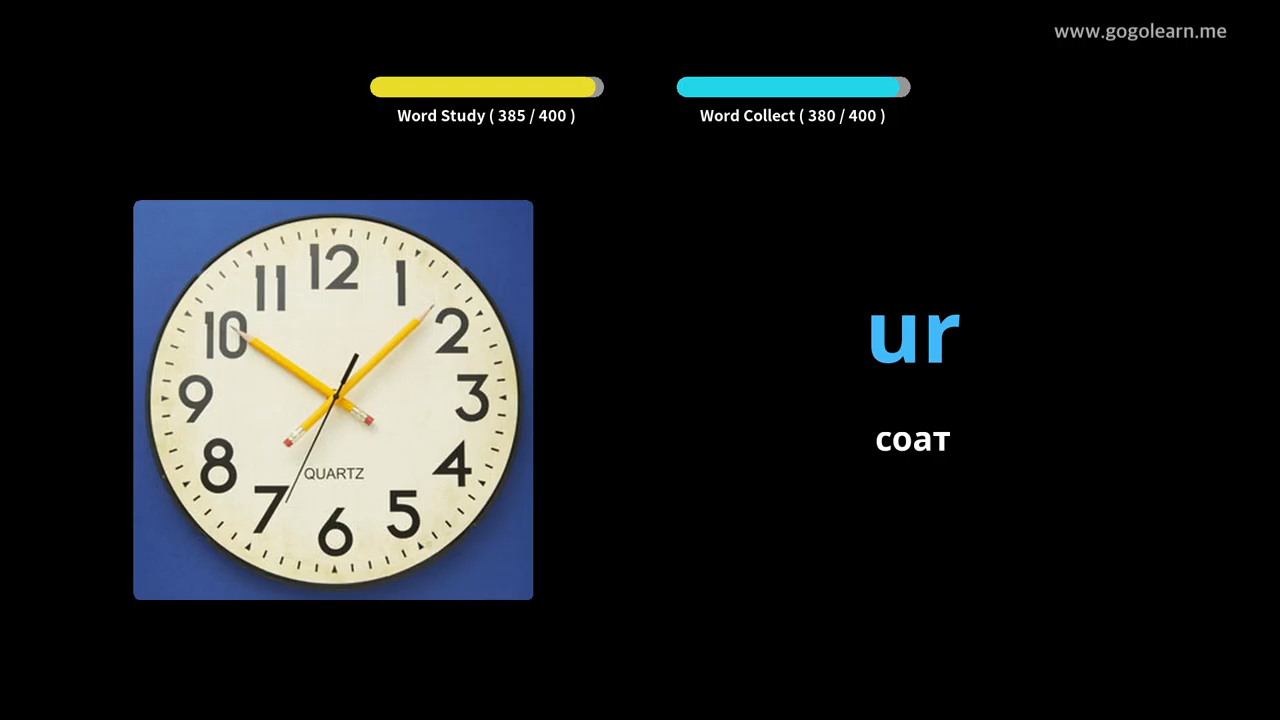 www.gogolearn.me
Word Study ( 385 / 400 )
Word Collect ( 380 / 400 )
12
11
1
10
2
9
3
8
4
QUARTZ
7
5
6
ur
соат